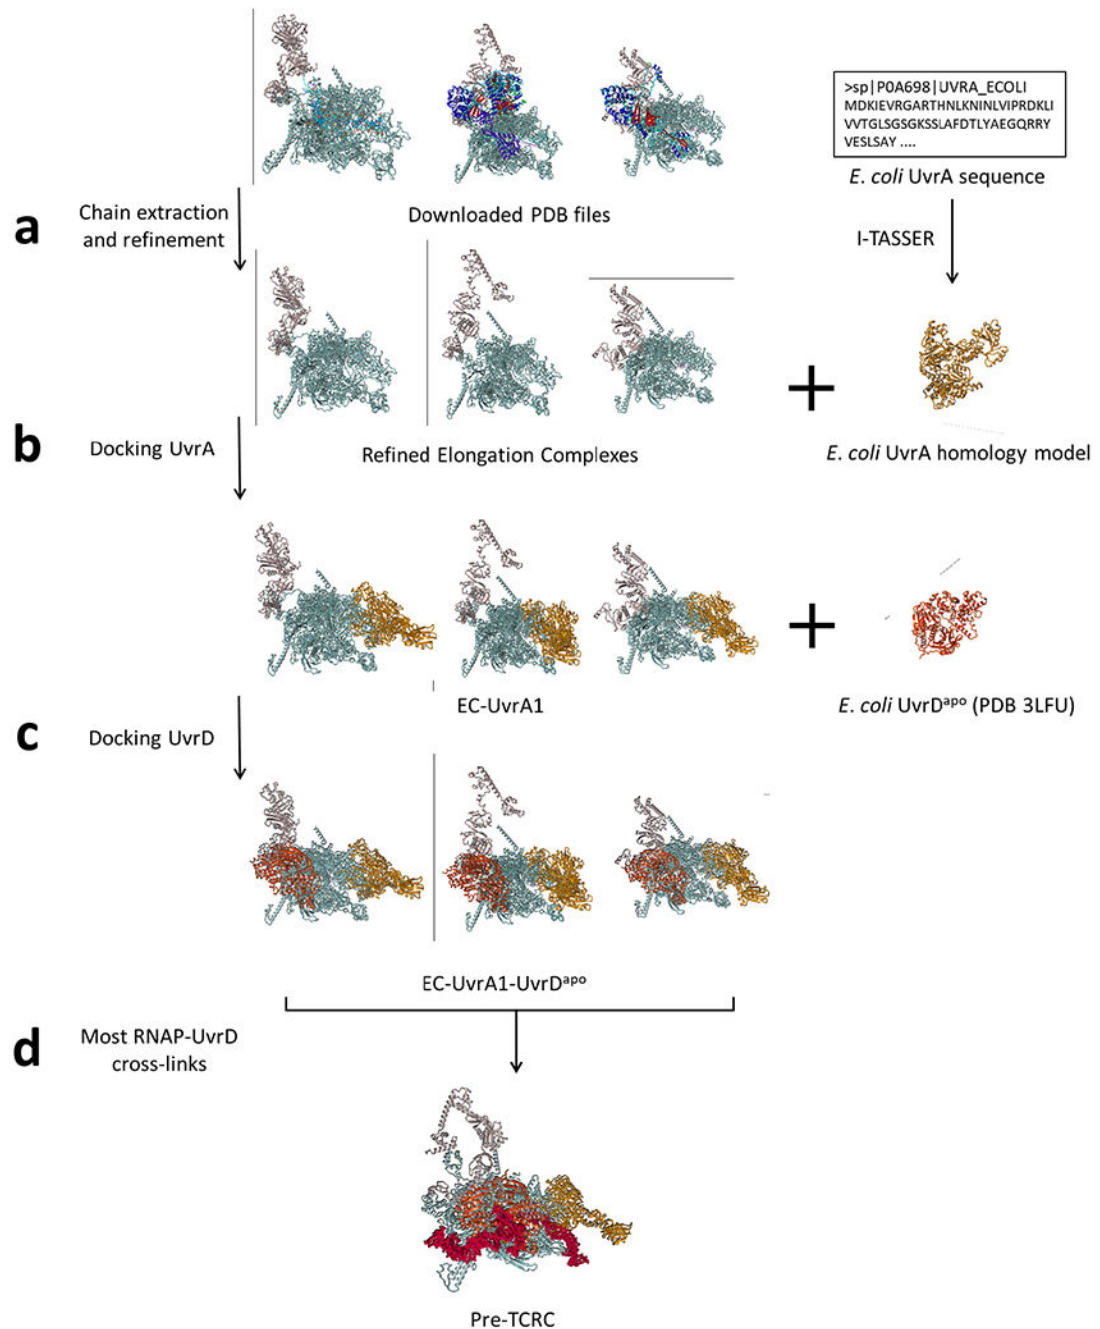 >sp|P0A698|UVRA_ECOLI
MDKIEVRGARTHNLKNINLVIPRDKLI
VVTGLSGSGKSSLAFDTLYAEGQRRY
VESLSAY ....
E. coli UvrA sequence
a
Chain extraction
and refinement
Downloaded PDB files
I-TASSER
+
b
Docking UvrA
Refined Elongation Complexes
E. coli UvrA homology model
+
EC-UvrA1
E. coli UvrDᵃᵖᵒ (PDB 3LFU)
c
Docking UvrD
EC-UvrA1-UvrDᵃᵖᵒ
d
Most RNAP-UvrD
cross-links
Pre-TCRC